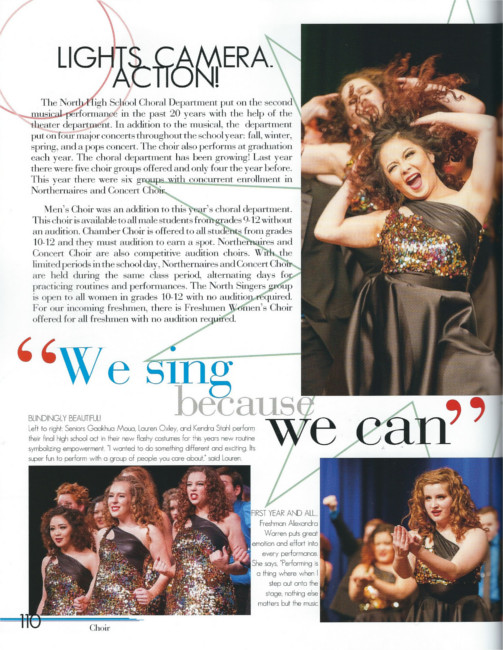 LIGHTS. CAMERA.
ACTION!
The North High School Choral Department put on the second
musical performance in the past 20 years with the help of the
theater department. In addition to the musical, the department
put on four major concerts throughout the school year: fall, winter,
spring, and a pops concert. The choir also performs at graduation
each year. The choral department has been growing! Last year
there were five choir groups offered and only four the year before.
This year there were six groups with concurrent enrollment in
Northernaires and Concert Choir.
Men's Choir was an addition to this year's choral department.
This choir is available to all male students from grades 9-12 without
an audition. Chamber Choir is offered to all students from grades
10-12 and they must audition to earn a spot. Northernaires and
Concert Choir are also competitive audition choirs. With the
limited periods in the school day, Northernaires and Concert Choir
are held during the same class period, alternating days for
practicing routines and performances. The North Singers group
is open to all women in grades 10-12 with no audition required.
For our incoming freshmen, there is Freshmen Women's Choir
offered for all freshmen with no audition required.
“We sing
because
we can”
BLINDINGLY BEAUTIFUL!
Left to right: Seniors Gaokhua Moua, Lauren Oxley, and Kendra Stahl perform
their final high school act in their new flashy costumes for this years new routine
symbolizing empowerment. "I wanted to do something different and exciting. Its
super fun to perform with a group of people you care about." said Lauren.
FIRST YEAR AND ALL...
Freshman Alexandra
Warren puts great
emotion and effort into
every performance.
She says, "Performing is
a thing where when I
step out onto the
stage, nothing else
matters but the music
110
Choir